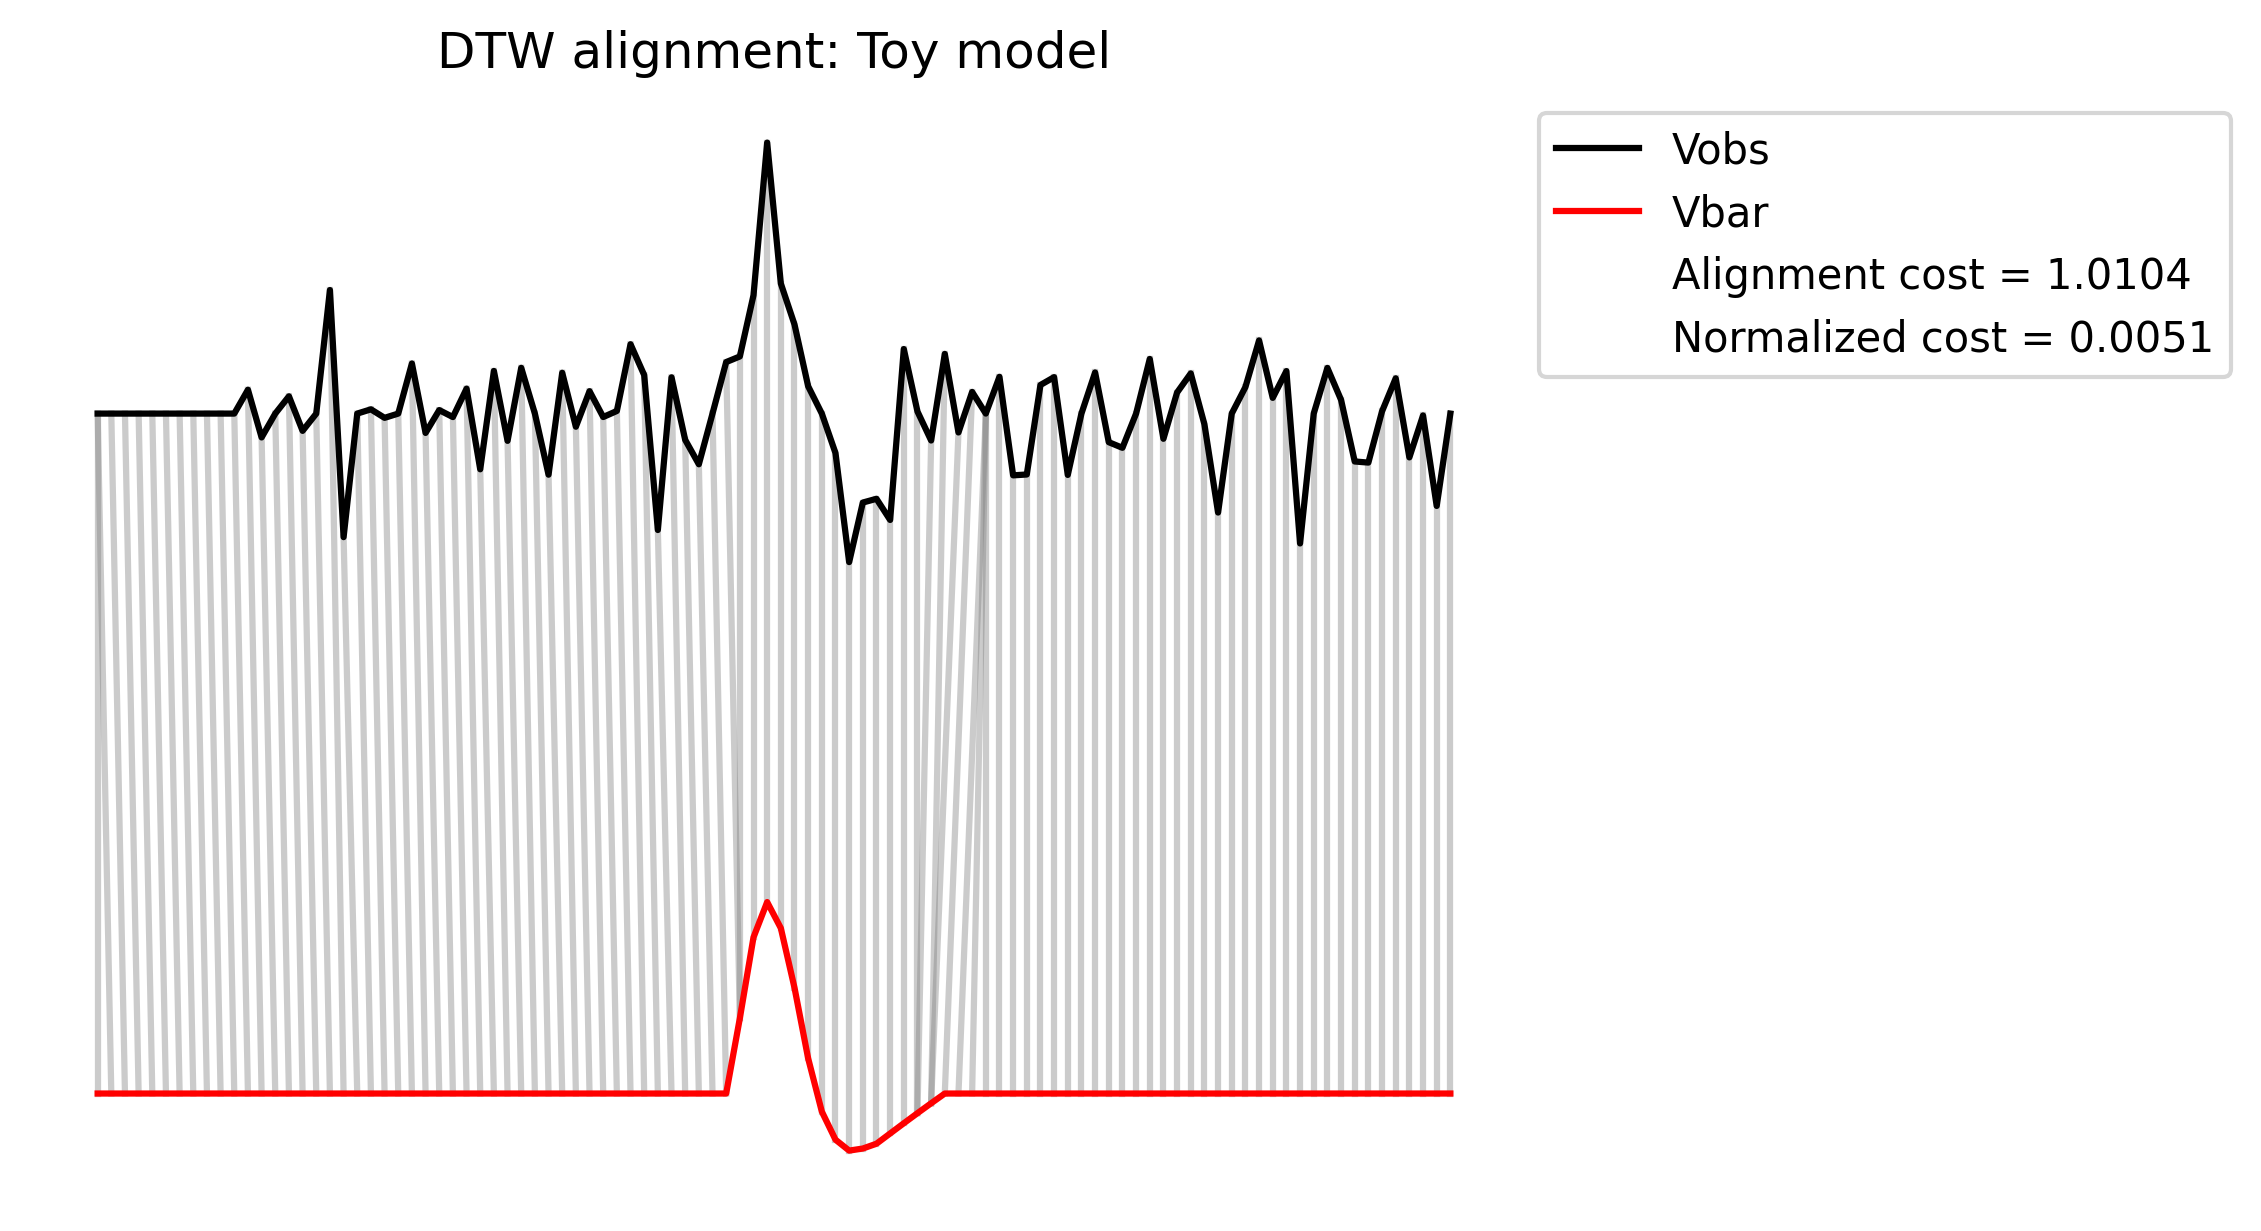 DTW alignment: Toy model
Vobs
Vbar
Alignment cost = 1.0104
Normalized cost = 0.0051